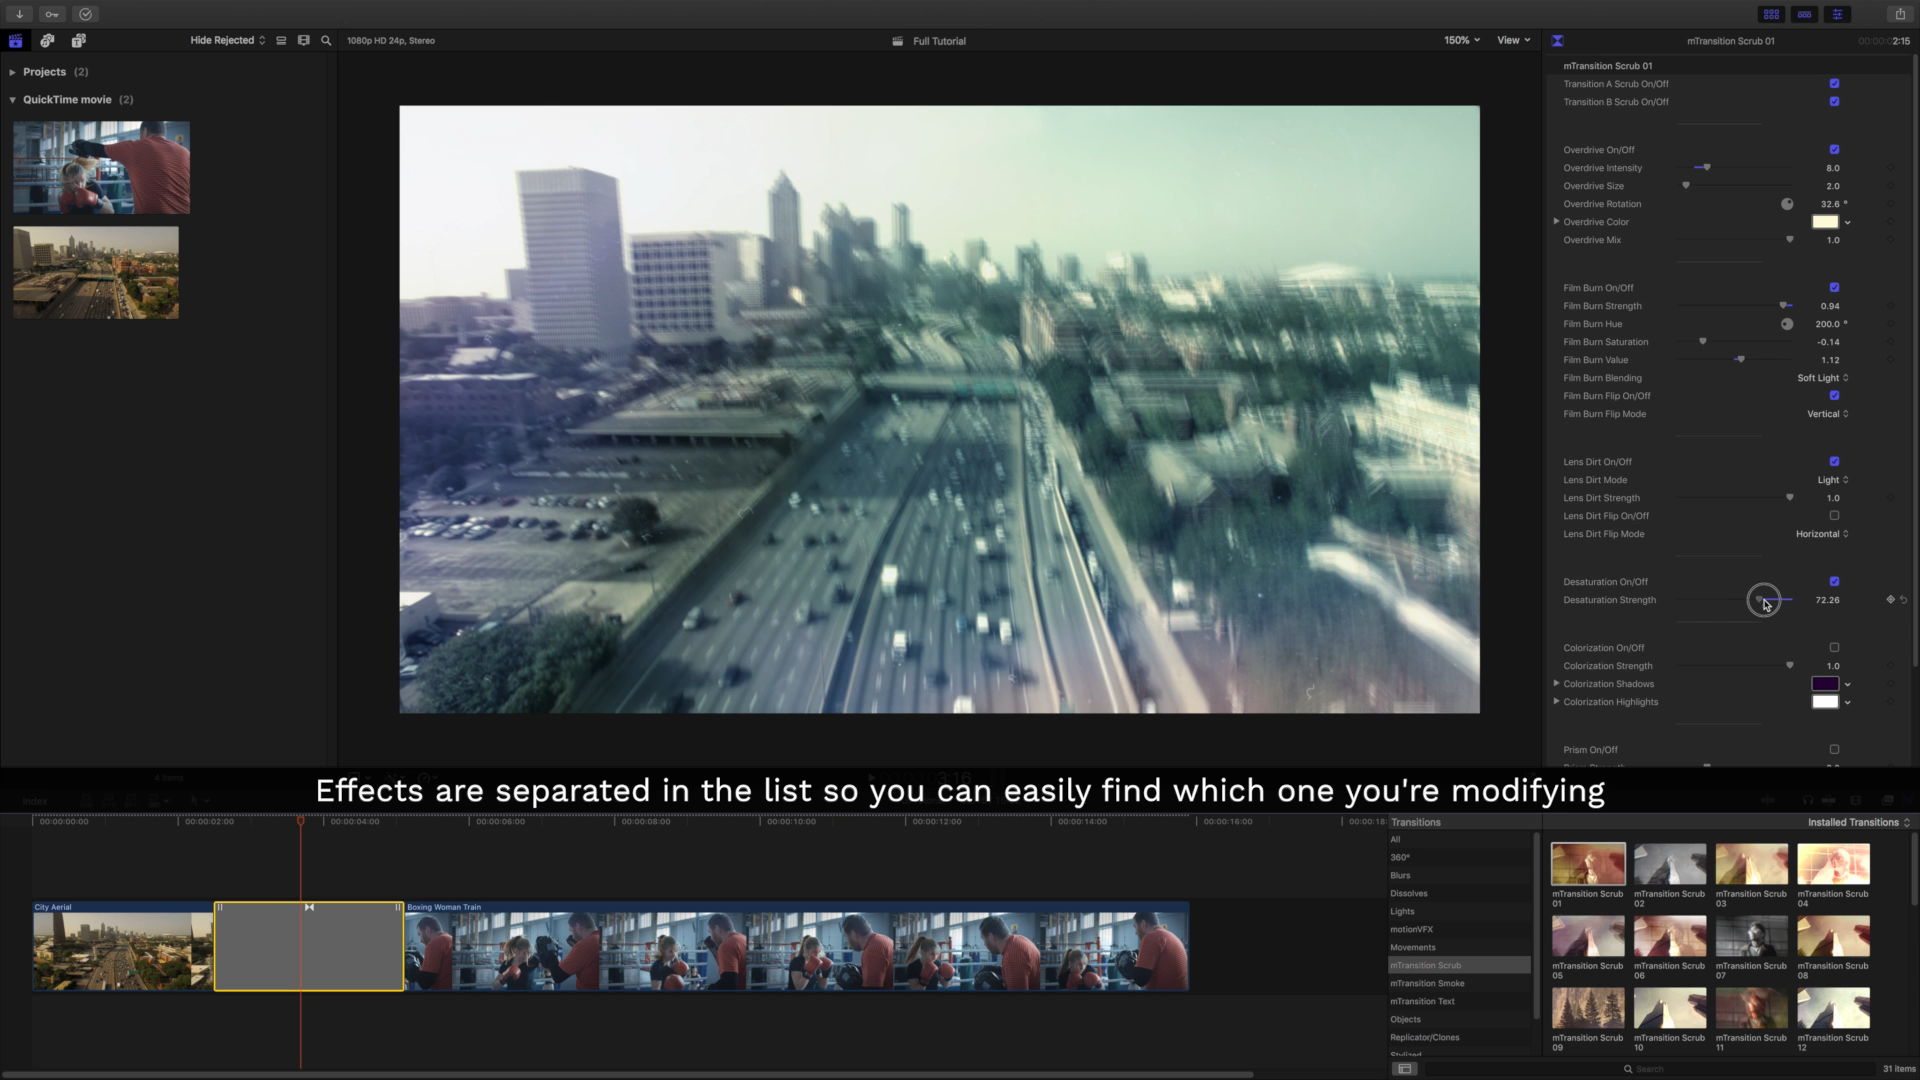 Hide Rejected
1080p HD 24p, Stereo
Full Tutorial
150%
View
mTransition Scrub 01
2:15
Projects (2)
QuickTime movie (2)
mTransition Scrub 01
Transition A Scrub On/Off
Transition B Scrub On/Off
Overdrive On/Off
Overdrive Intensity 8.0
Overdrive Size 2.0
Overdrive Rotation 32.6 °
Overdrive Color
Overdrive Mix 1.0
Film Burn On/Off
Film Burn Strength 0.94
Film Burn Hue 200.0 °
Film Burn Saturation -0.14
Film Burn Value 1.12
Film Burn Blending Soft Light
Film Burn Flip On/Off
Film Burn Flip Mode Vertical
Lens Dirt On/Off
Lens Dirt Mode Light
Lens Dirt Strength 1.0
Lens Dirt Flip On/Off
Lens Dirt Flip Mode Horizontal
Desaturation On/Off
Desaturation Strength 72.26
Colorization On/Off
Colorization Strength 1.0
Colorization Shadows
Colorization Highlights
Prism On/Off
Effects are separated in the list so you can easily find which one you're modifying
Index
00:00:00:00
00:00:02:00
00:00:04:00
00:00:06:00
00:00:08:00
00:00:10:00
00:00:12:00
00:00:14:00
00:00:16:00
00:00:18:
City Aerial
Boxing Woman Train
Transitions
Installed Transitions
All
360°
Blurs
Dissolves
Lights
motionVFX
Movements
mTransition Scrub
mTransition Smoke
mTransition Text
Objects
Replicator/Clones
Stylized
mTransition Scrub 01
mTransition Scrub 02
mTransition Scrub 03
mTransition Scrub 04
mTransition Scrub 05
mTransition Scrub 06
mTransition Scrub 07
mTransition Scrub 08
mTransition Scrub 09
mTransition Scrub 10
mTransition Scrub 11
mTransition Scrub 12
Search
31 items